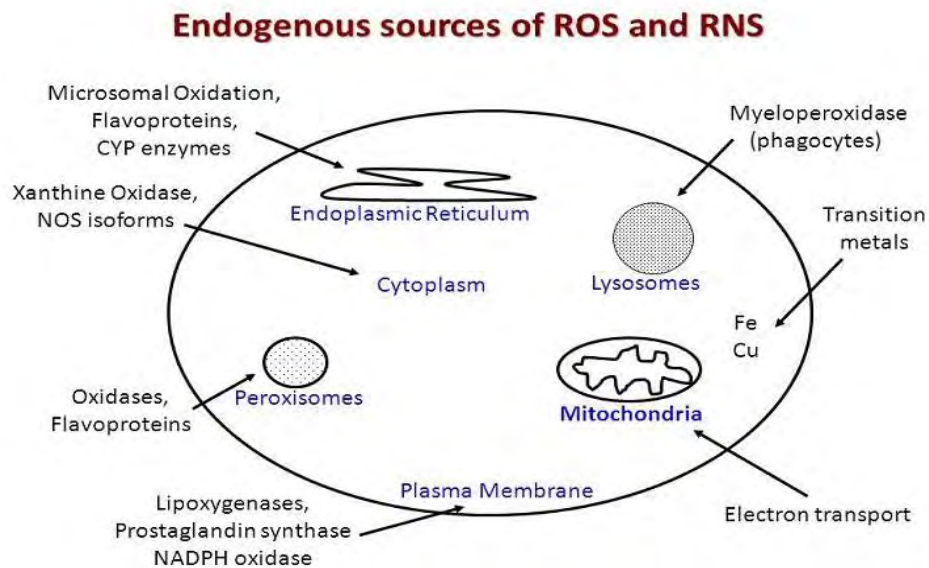 Endogenous sources of ROS and RNS
Microsomal Oxidation,
Flavoproteins,
CYP enzymes
Myeloperoxidase
(phagocytes)
Xanthine Oxidase,
NOS isoforms
Endoplasmic Reticulum
Transition
metals
Cytoplasm
Lysosomes
Fe
Cu
Oxidases,
Flavoproteins
Peroxisomes
Mitochondria
Plasma Membrane
Lipoxygenases,
Prostaglandin synthase
NADPH oxidase
Electron transport